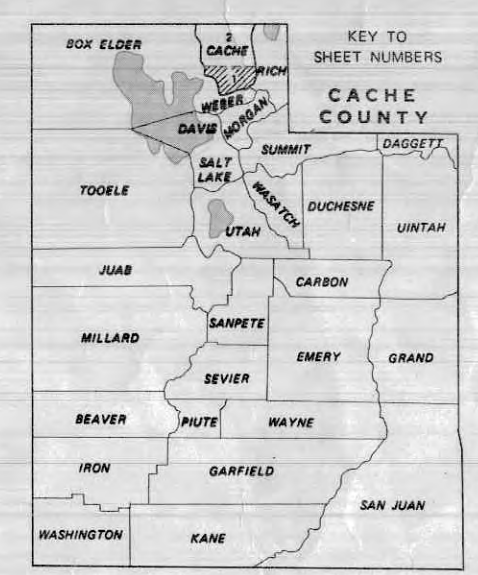 KEY TO
SHEET NUMBERS
CACHE
COUNTY
BOX ELDER
2
CACHE
1
RICH
WEBER
DAVIS
MORGAN
SUMMIT
DAGGETT
SALT
LAKE
TOOELE
WASATCH
DUCHESNE
UINTAH
UTAH
JUAB
CARBON
SANPETE
MILLARD
EMERY
GRAND
SEVIER
BEAVER
PIUTE
WAYNE
IRON
GARFIELD
SAN JUAN
WASHINGTON
KANE